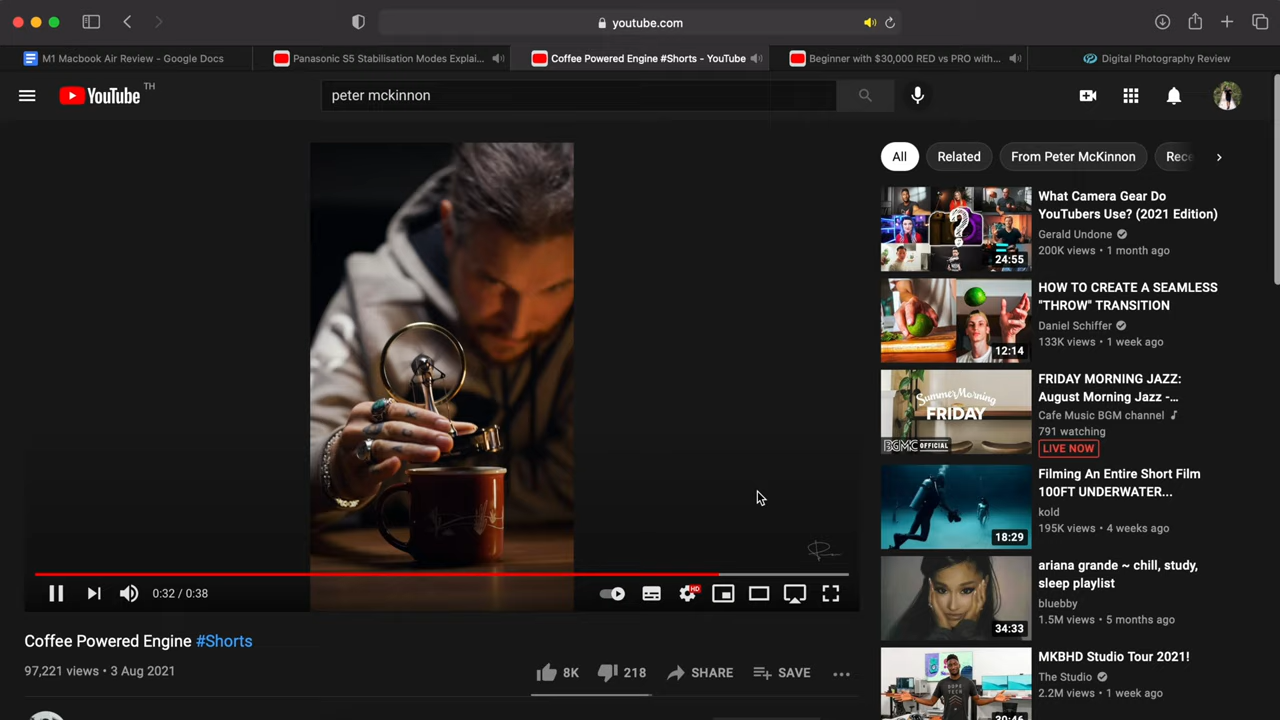 youtube.com
M1 Macbook Air Review - Google Docs
Panasonic S5 Stabilisation Modes Explai...
Coffee Powered Engine #Shorts - YouTube
Beginner with $30,000 RED vs PRO with...
Digital Photography Review
YouTube TH
peter mckinnon
All
Related
From Peter McKinnon
Rece
What Camera Gear Do
YouTubers Use? (2021 Edition)
Gerald Undone
200K views • 1 month ago
24:55
HOW TO CREATE A SEAMLESS
"THROW" TRANSITION
Daniel Schiffer
133K views • 1 week ago
12:14
FRIDAY MORNING JAZZ:
August Morning Jazz -...
Cafe Music BGM channel
791 watching
LIVE NOW
Summer Morning
FRIDAY
BGMC OFFICIAL
Filming An Entire Short Film
100FT UNDERWATER...
kold
195K views • 4 weeks ago
18:29
ariana grande ~ chill, study,
sleep playlist
bluebby
1.5M views • 5 months ago
34:33
MKBHD Studio Tour 2021!
The Studio
2.2M views • 1 week ago
30:46
0:32 / 0:38
HD
Coffee Powered Engine #Shorts
97,221 views • 3 Aug 2021
8K
218
SHARE
SAVE